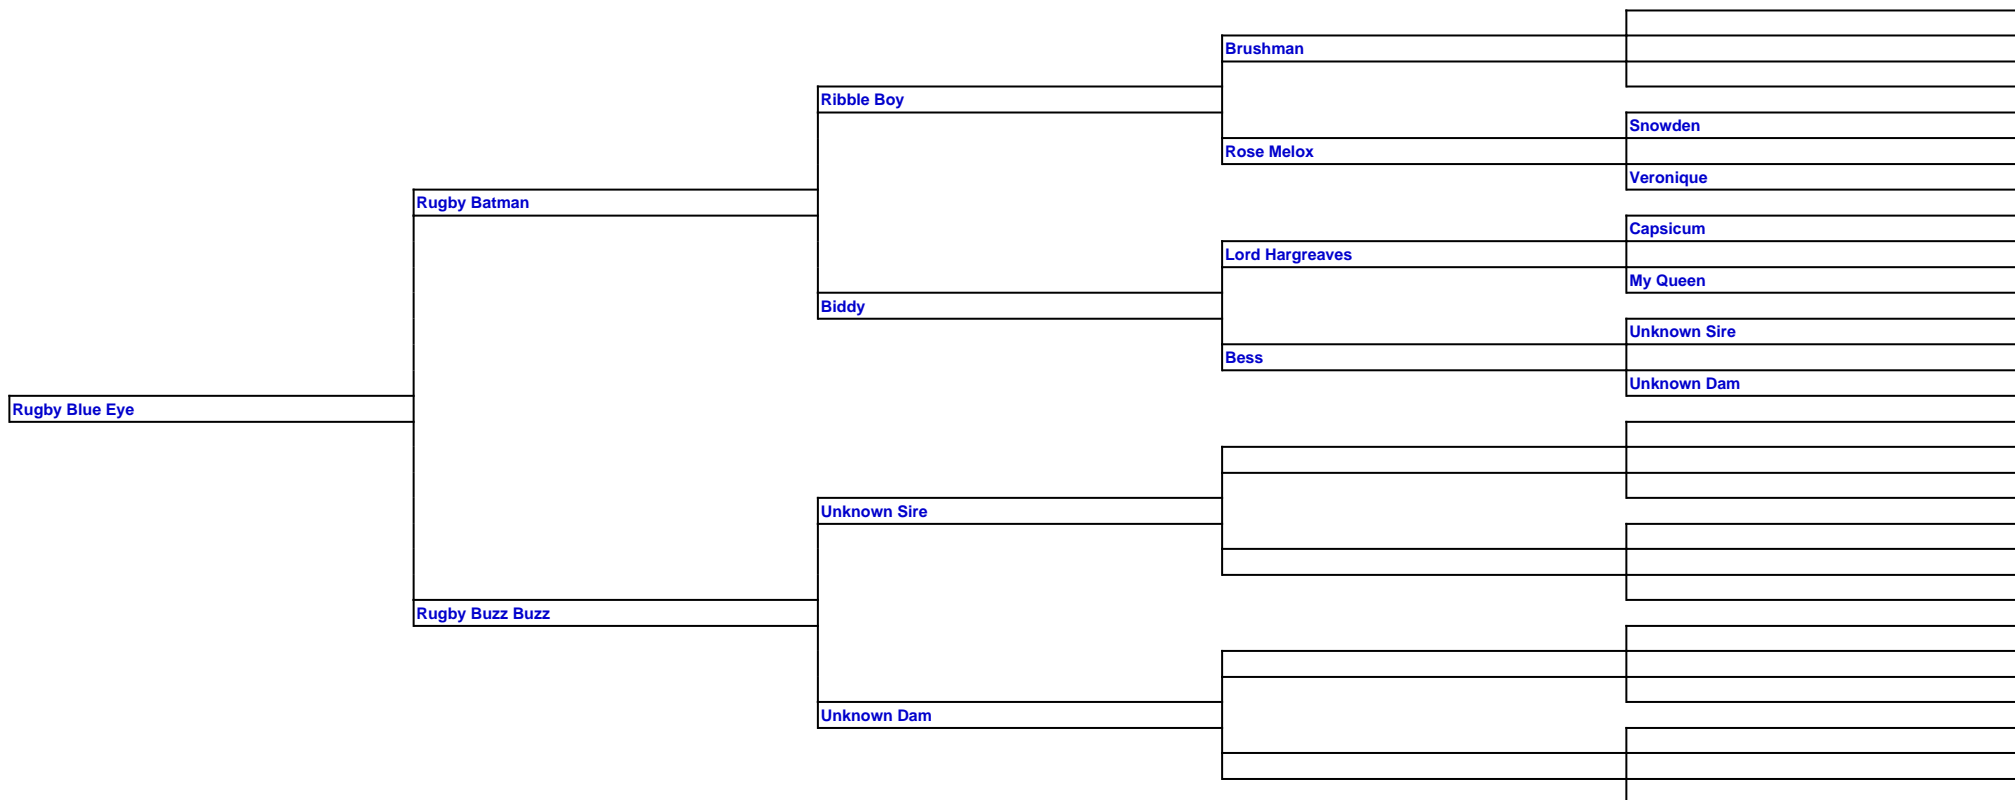 Brushman
Ribble Boy
Snowden
Rose Melox
Veronique
Rugby Batman
Capsicum
Lord Hargreaves
My Queen
Biddy
Unknown Sire
Bess
Unknown Dam
Rugby Blue Eye
Unknown Sire
Rugby Buzz Buzz
Unknown Dam